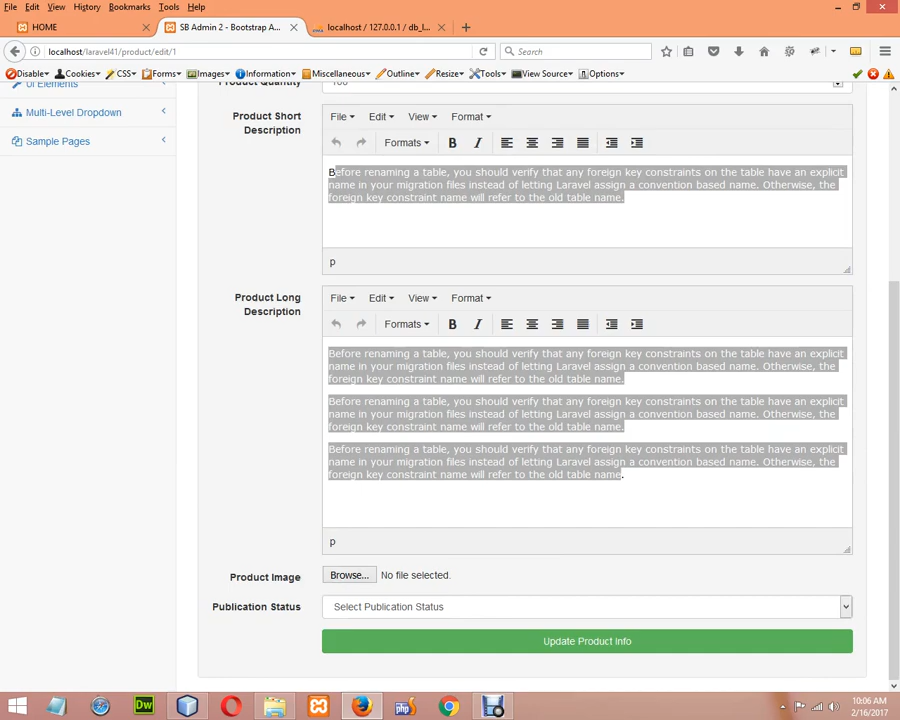 File Edit View History Bookmarks Tools Help
HOME
SB Admin 2 - Bootstrap A...
localhost / 127.0.0.1 / db_l...
localhost/laravel41/product/edit/1
Search
Disable Cookies CSS Forms Images Information Miscellaneous Outline Resize Tools View Source Options
UI Elements
Multi-Level Dropdown
Sample Pages
Product Quantity
100
Product Short
Description
File Edit View Format
Formats B I
Before renaming a table, you should verify that any foreign key constraints on the table have an explicit
name in your migration files instead of letting Laravel assign a convention based name. Otherwise, the
foreign key constraint name will refer to the old table name.
p
Product Long
Description
File Edit View Format
Formats B I
Before renaming a table, you should verify that any foreign key constraints on the table have an explicit
name in your migration files instead of letting Laravel assign a convention based name. Otherwise, the
foreign key constraint name will refer to the old table name.
Before renaming a table, you should verify that any foreign key constraints on the table have an explicit
name in your migration files instead of letting Laravel assign a convention based name. Otherwise, the
foreign key constraint name will refer to the old table name.
Before renaming a table, you should verify that any foreign key constraints on the table have an explicit
name in your migration files instead of letting Laravel assign a convention based name. Otherwise, the
foreign key constraint name will refer to the old table name.
p
Product Image
Browse... No file selected.
Publication Status
Select Publication Status
Update Product Info
Dw
php
10:06 AM
2/16/2017